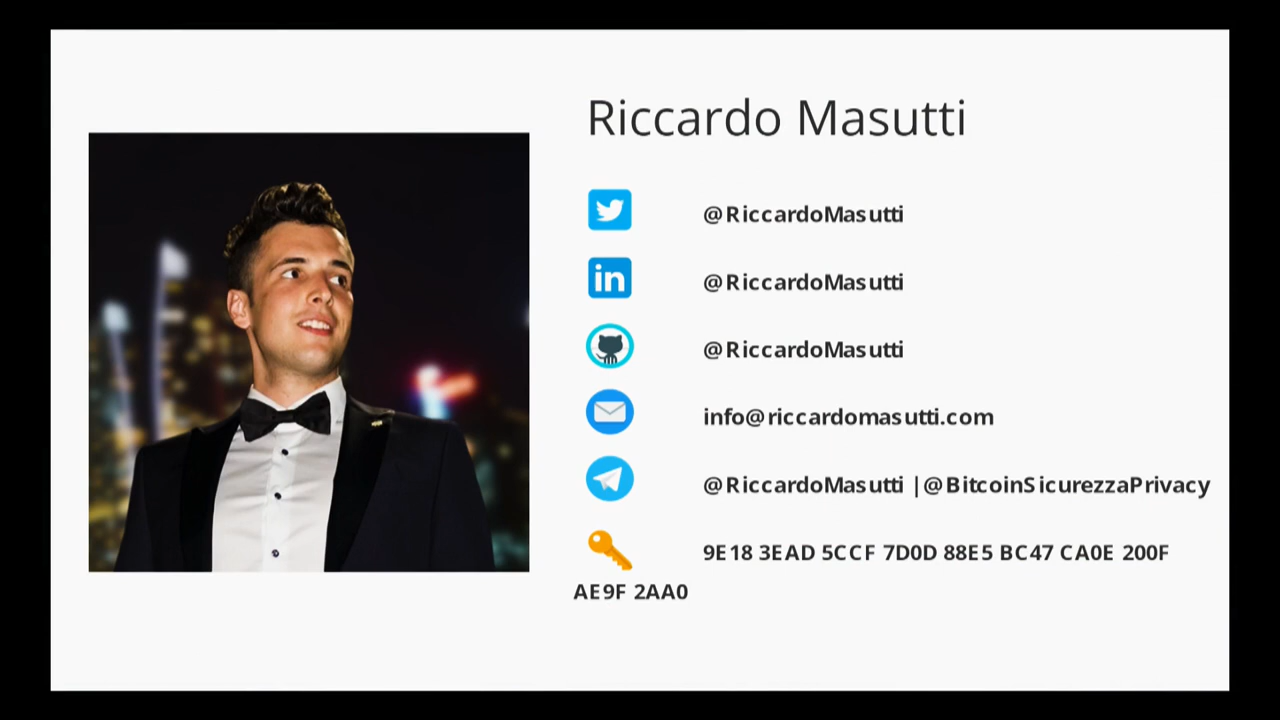 Riccardo Masutti
@RiccardoMasutti
in @RiccardoMasutti
@RiccardoMasutti
info@riccardomasutti.com
@RiccardoMasutti |@BitcoinSicurezzaPrivacy
9E18 3EAD 5CCF 7D0D 88E5 BC47 CA0E 200F
AE9F 2AA0